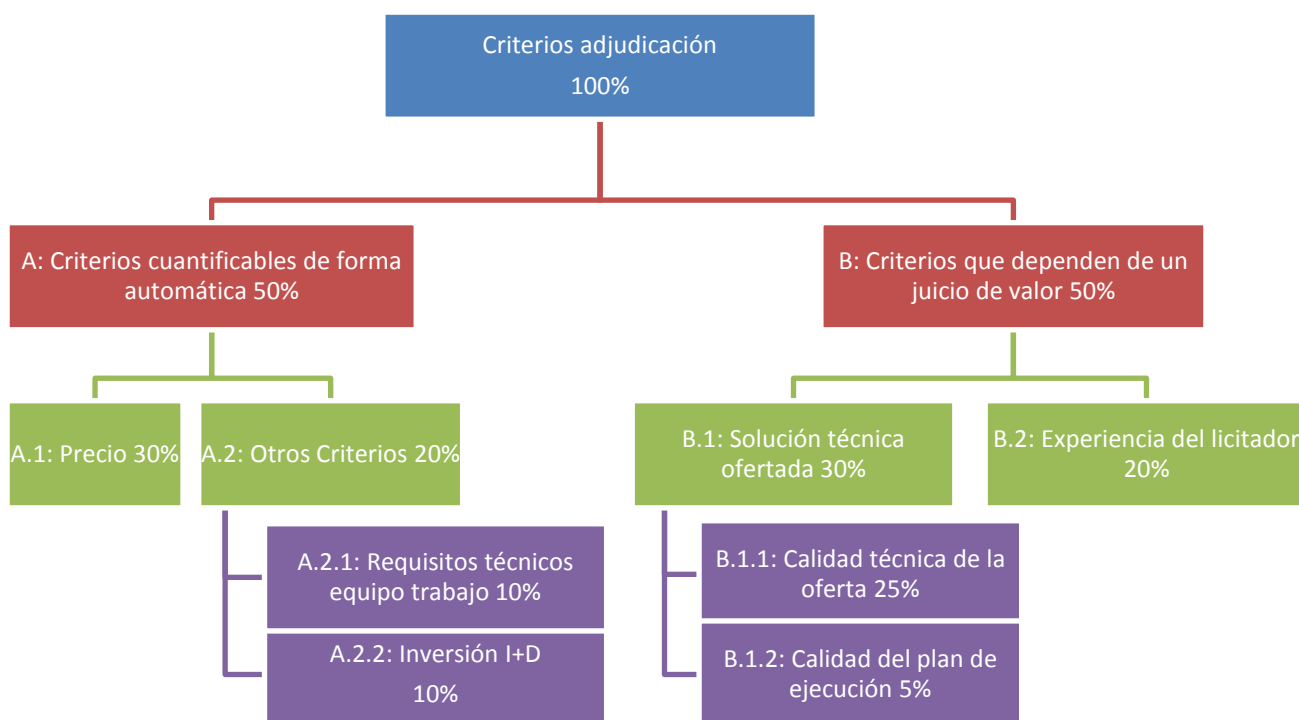 Criterios adjudicación
100%
A: Criterios cuantificables de forma
automática 50%
B: Criterios que dependen de un
juicio de valor 50%
A.1: Precio 30%
A.2: Otros Criterios 20%
B.1: Solución técnica
ofertada 30%
B.2: Experiencia del licitador
20%
A.2.1: Requisitos técnicos
equipo trabajo 10%
A.2.2: Inversión I+D
10%
B.1.1: Calidad técnica de la
oferta 25%
B.1.2: Calidad del plan de
ejecución 5%